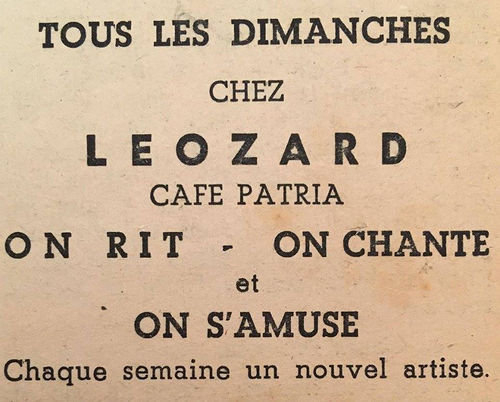 TOUS LES DIMANCHES
CHEZ
LEOZARD
CAFE PATRIA
ON RIT - ON CHANTE
et
ON S'AMUSE
Chaque semaine un nouvel artiste.